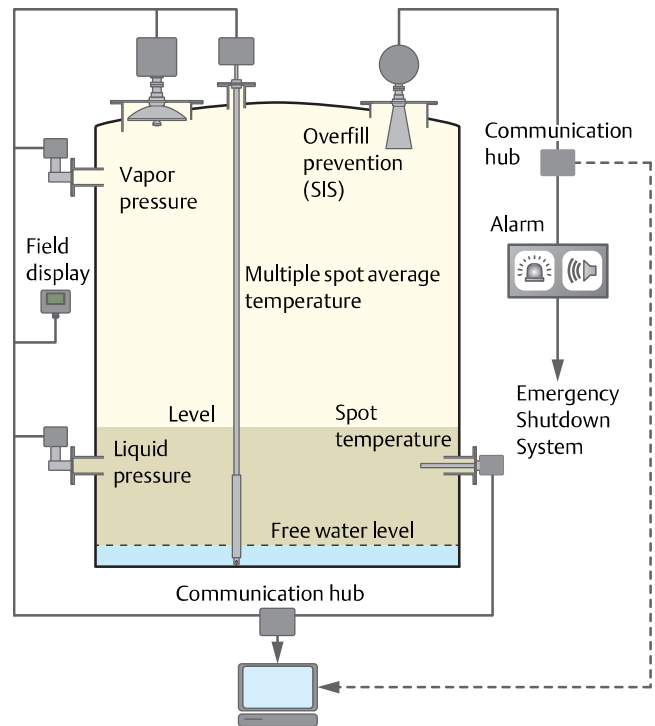 Overfill
prevention
(SIS)
Communication
hub
Vapor
pressure
Alarm
Field
display
Multiple spot average
temperature
Level
Spot
temperature
Emergency
Shutdown
System
Liquid
pressure
Free water level
Communication hub